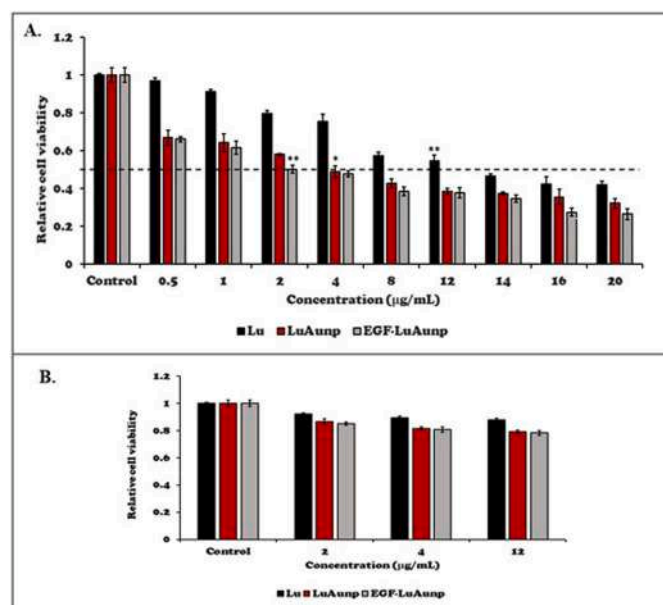 A.
1.2
1
0.8
0.6
0.4
0.2
0
Relative cell viability
** * **
Control 0.5 1 2 4 8 12 14 16 20
Concentration (µg/mL)
Lu LuAunp EGF-LuAunp
B.
1.2
1
0.8
0.6
0.4
0.2
0
Relative cell viability
Control 2 4 12
Concentration (µg/mL)
Lu LuAunp EGF-LuAunp